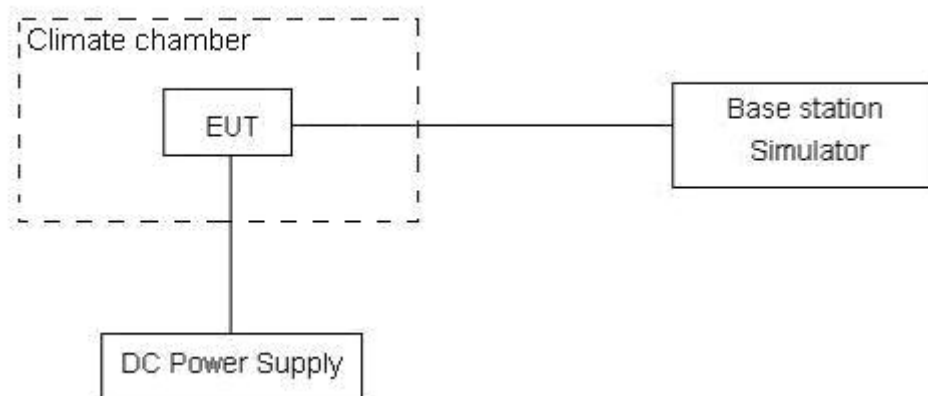 Climate chamber
EUT
Base station
Simulator
DC Power Supply